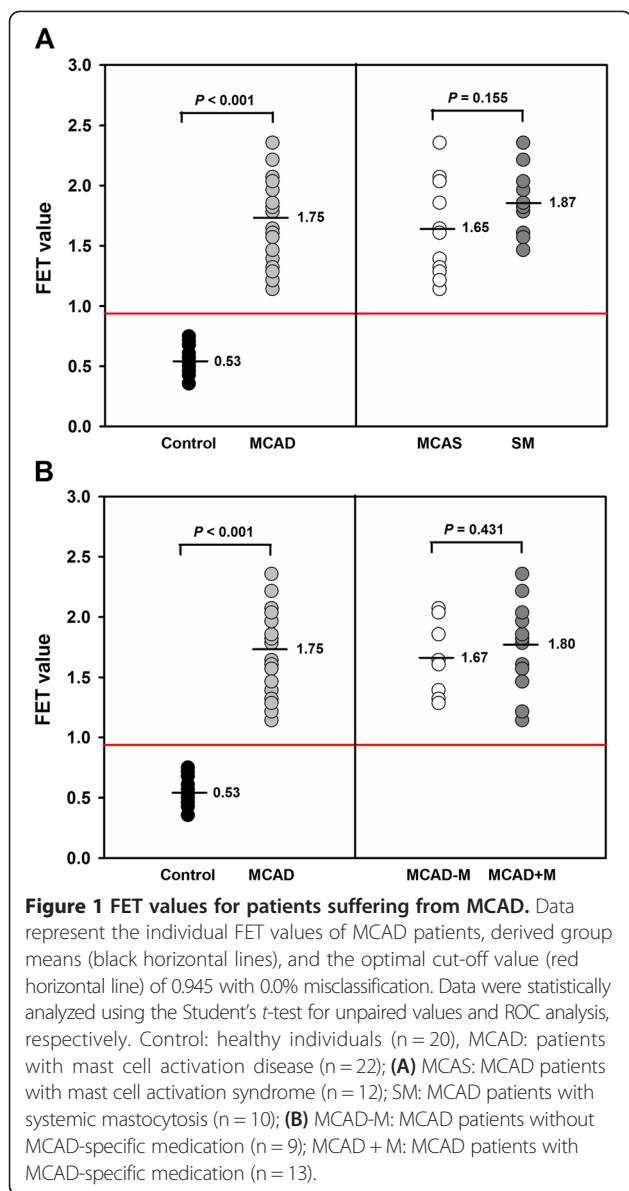 A
3.0
P < 0.001
P = 0.155
2.5
2.0
1.75
1.87
1.65
1.5
1.0
0.53
0.5
0.0
FET value
Control MCAD MCAS SM
B
3.0
P < 0.001
P = 0.431
2.5
2.0
1.75
1.80
1.67
1.5
1.0
0.53
0.5
0.0
FET value
Control MCAD MCAD-M MCAD+M
Figure 1 FET values for patients suffering from MCAD. Data
represent the individual FET values of MCAD patients, derived group
means (black horizontal lines), and the optimal cut-off value (red
horizontal line) of 0.945 with 0.0% misclassification. Data were statistically
analyzed using the Student's t-test for unpaired values and ROC analysis,
respectively. Control: healthy individuals (n = 20), MCAD: patients
with mast cell activation disease (n = 22); (A) MCAS: MCAD patients
with mast cell activation syndrome (n = 12); SM: MCAD patients with
systemic mastocytosis (n = 10); (B) MCAD-M: MCAD patients without
MCAD-specific medication (n = 9); MCAD + M: MCAD patients with
MCAD-specific medication (n = 13).